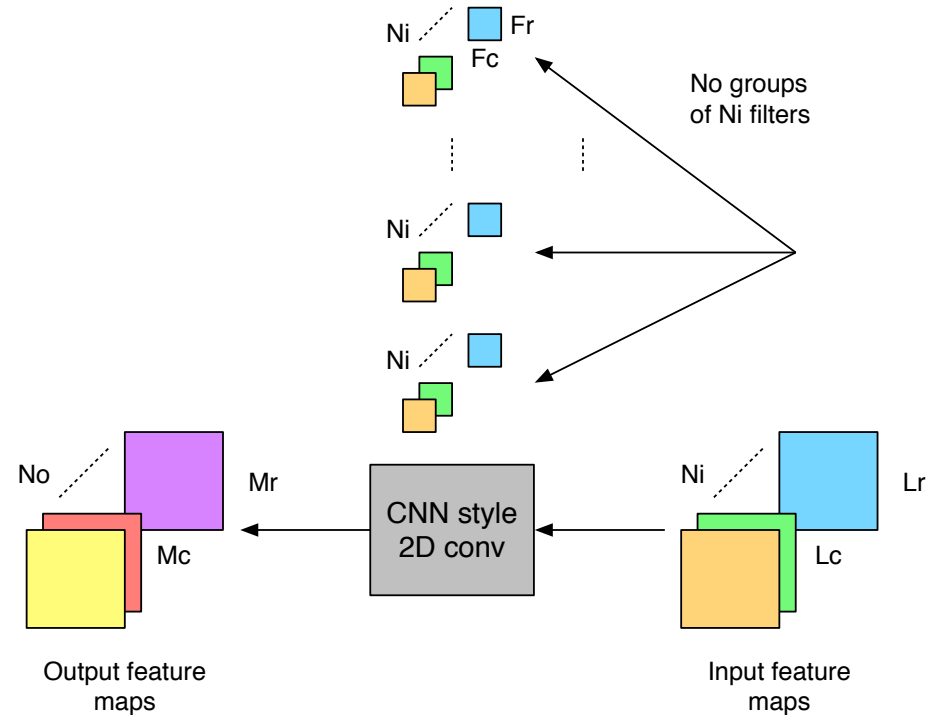 Ni
Fr
Fc
No groups
of Ni filters
Ni
Ni
No
Mr
Mc
CNN style
2D conv
Ni
Lr
Lc
Output feature
maps
Input feature
maps